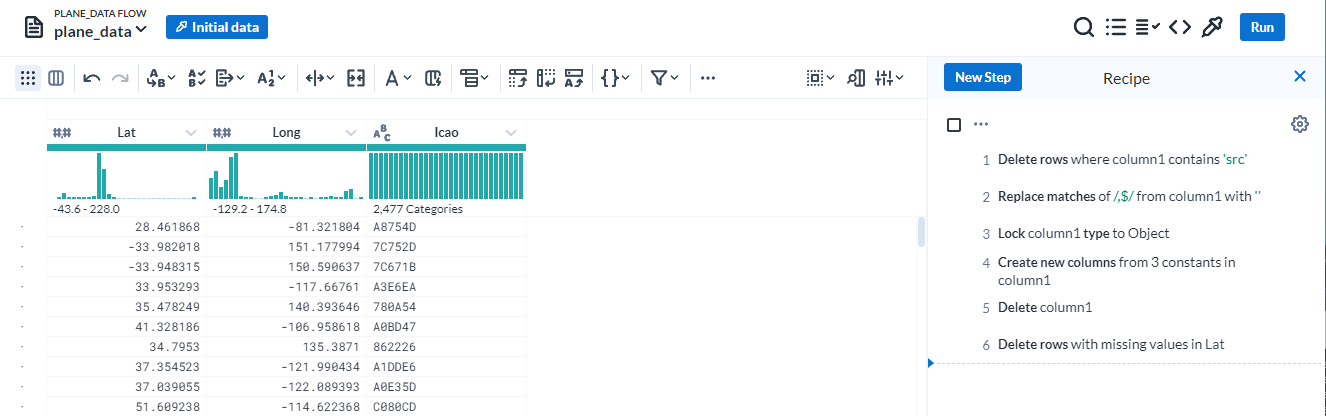 PLANE_DATA FLOW
plane_data
Initial data
Run
New Step
Recipe
##.## Lat
##.## Long
ABC Icao
-43.6 - 228.0
-129.2 - 174.8
2,477 Categories
28.461868 -81.321804 A8754D
-33.982018 151.177994 7C752D
-33.948315 150.590637 7C671B
33.953293 -117.66761 A3E6EA
35.478249 140.393646 780A54
41.328186 -106.958618 A0BD47
34.7953 135.3871 862226
37.354523 -121.990434 A1DDE6
37.039055 -122.089393 A0E35D
51.609238 -114.622368 C080CD
1 Delete rows where column1 contains 'src'
2 Replace matches of /,$/ from column1 with ''
3 Lock column1 type to Object
4 Create new columns from 3 constants in
column1
5 Delete column1
6 Delete rows with missing values in Lat